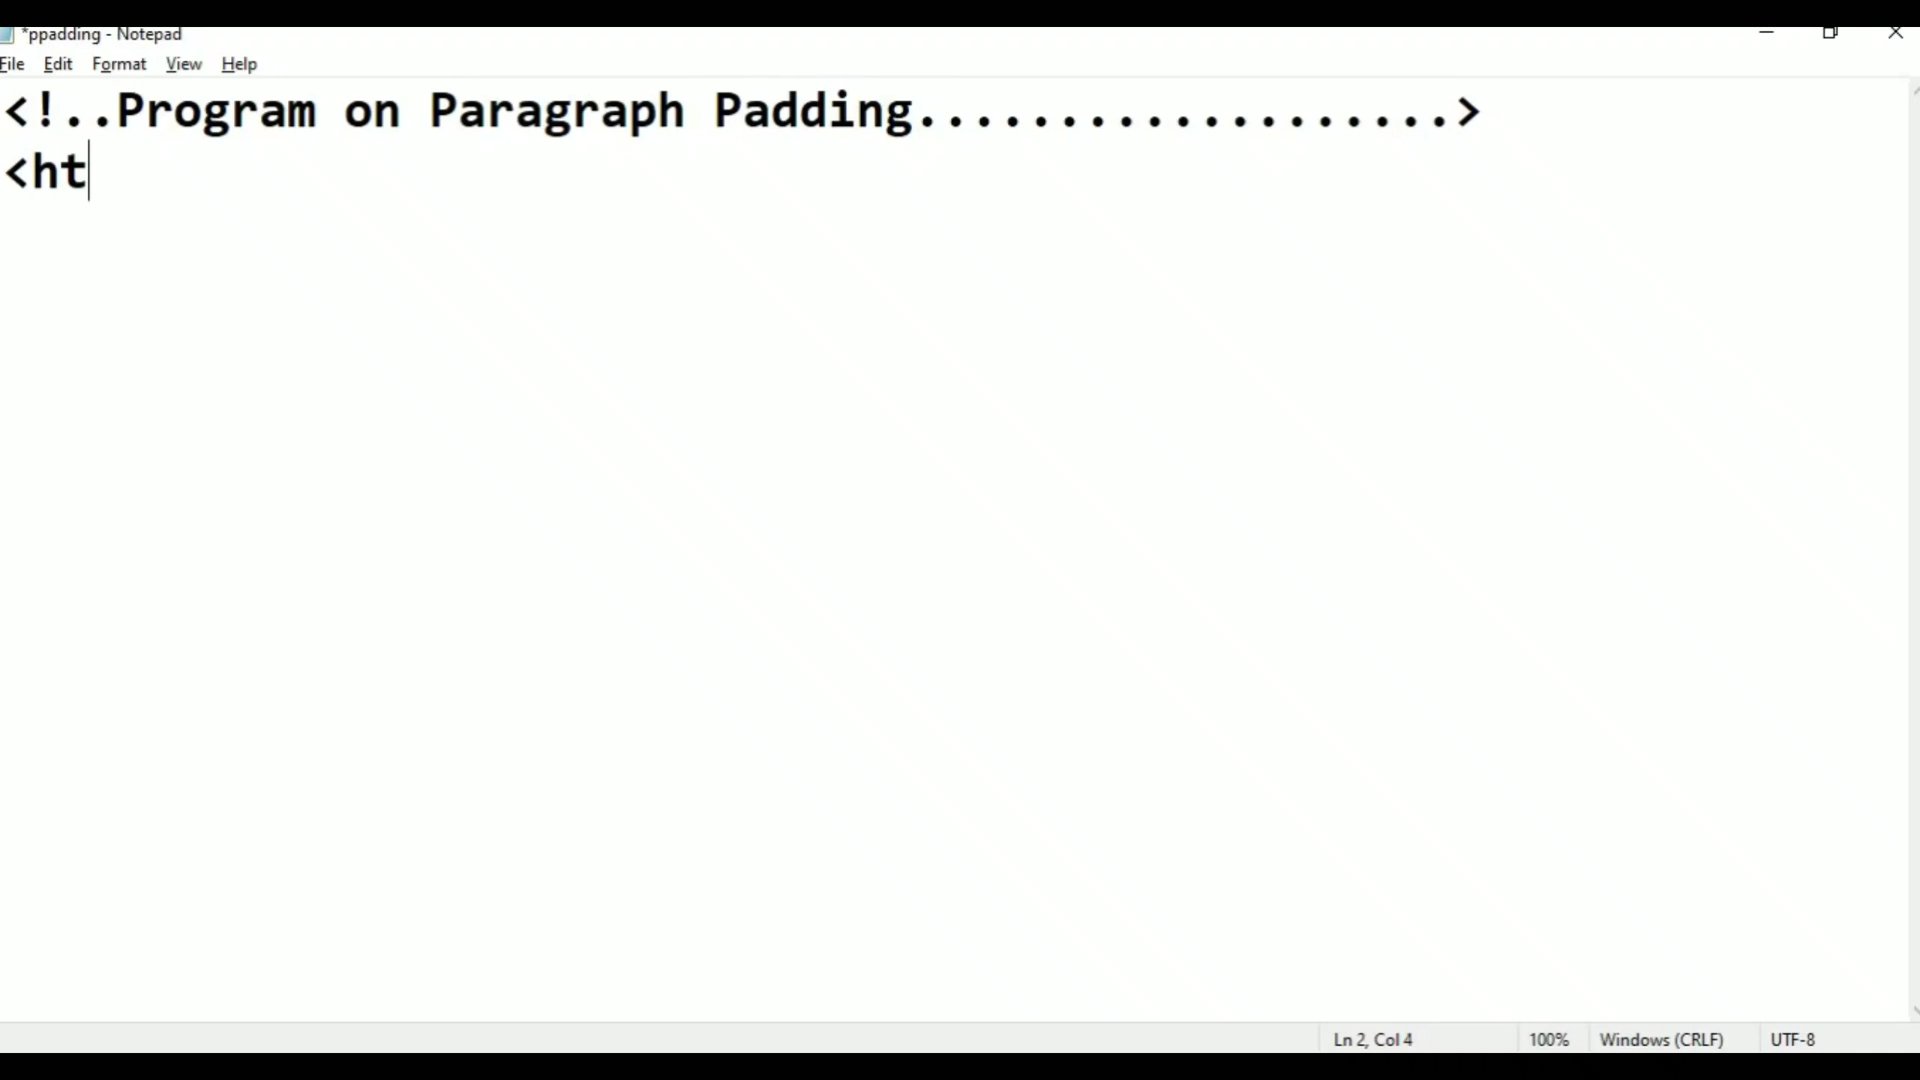 *ppadding - Notepad
File Edit Format View Help
<!..Program on Paragraph Padding...................>
<ht
Ln 2, Col 4 100% Windows (CRLF) UTF-8